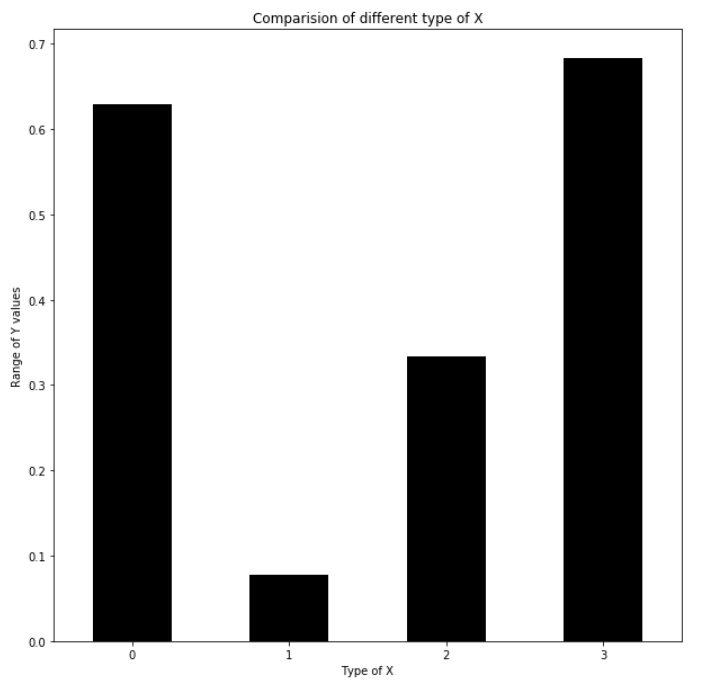 Comparision of different type of X
0.7
0.6
0.5
0.4
0.3
0.2
0.1
0.0
Range of Y values
0 1 2 3
Type of X